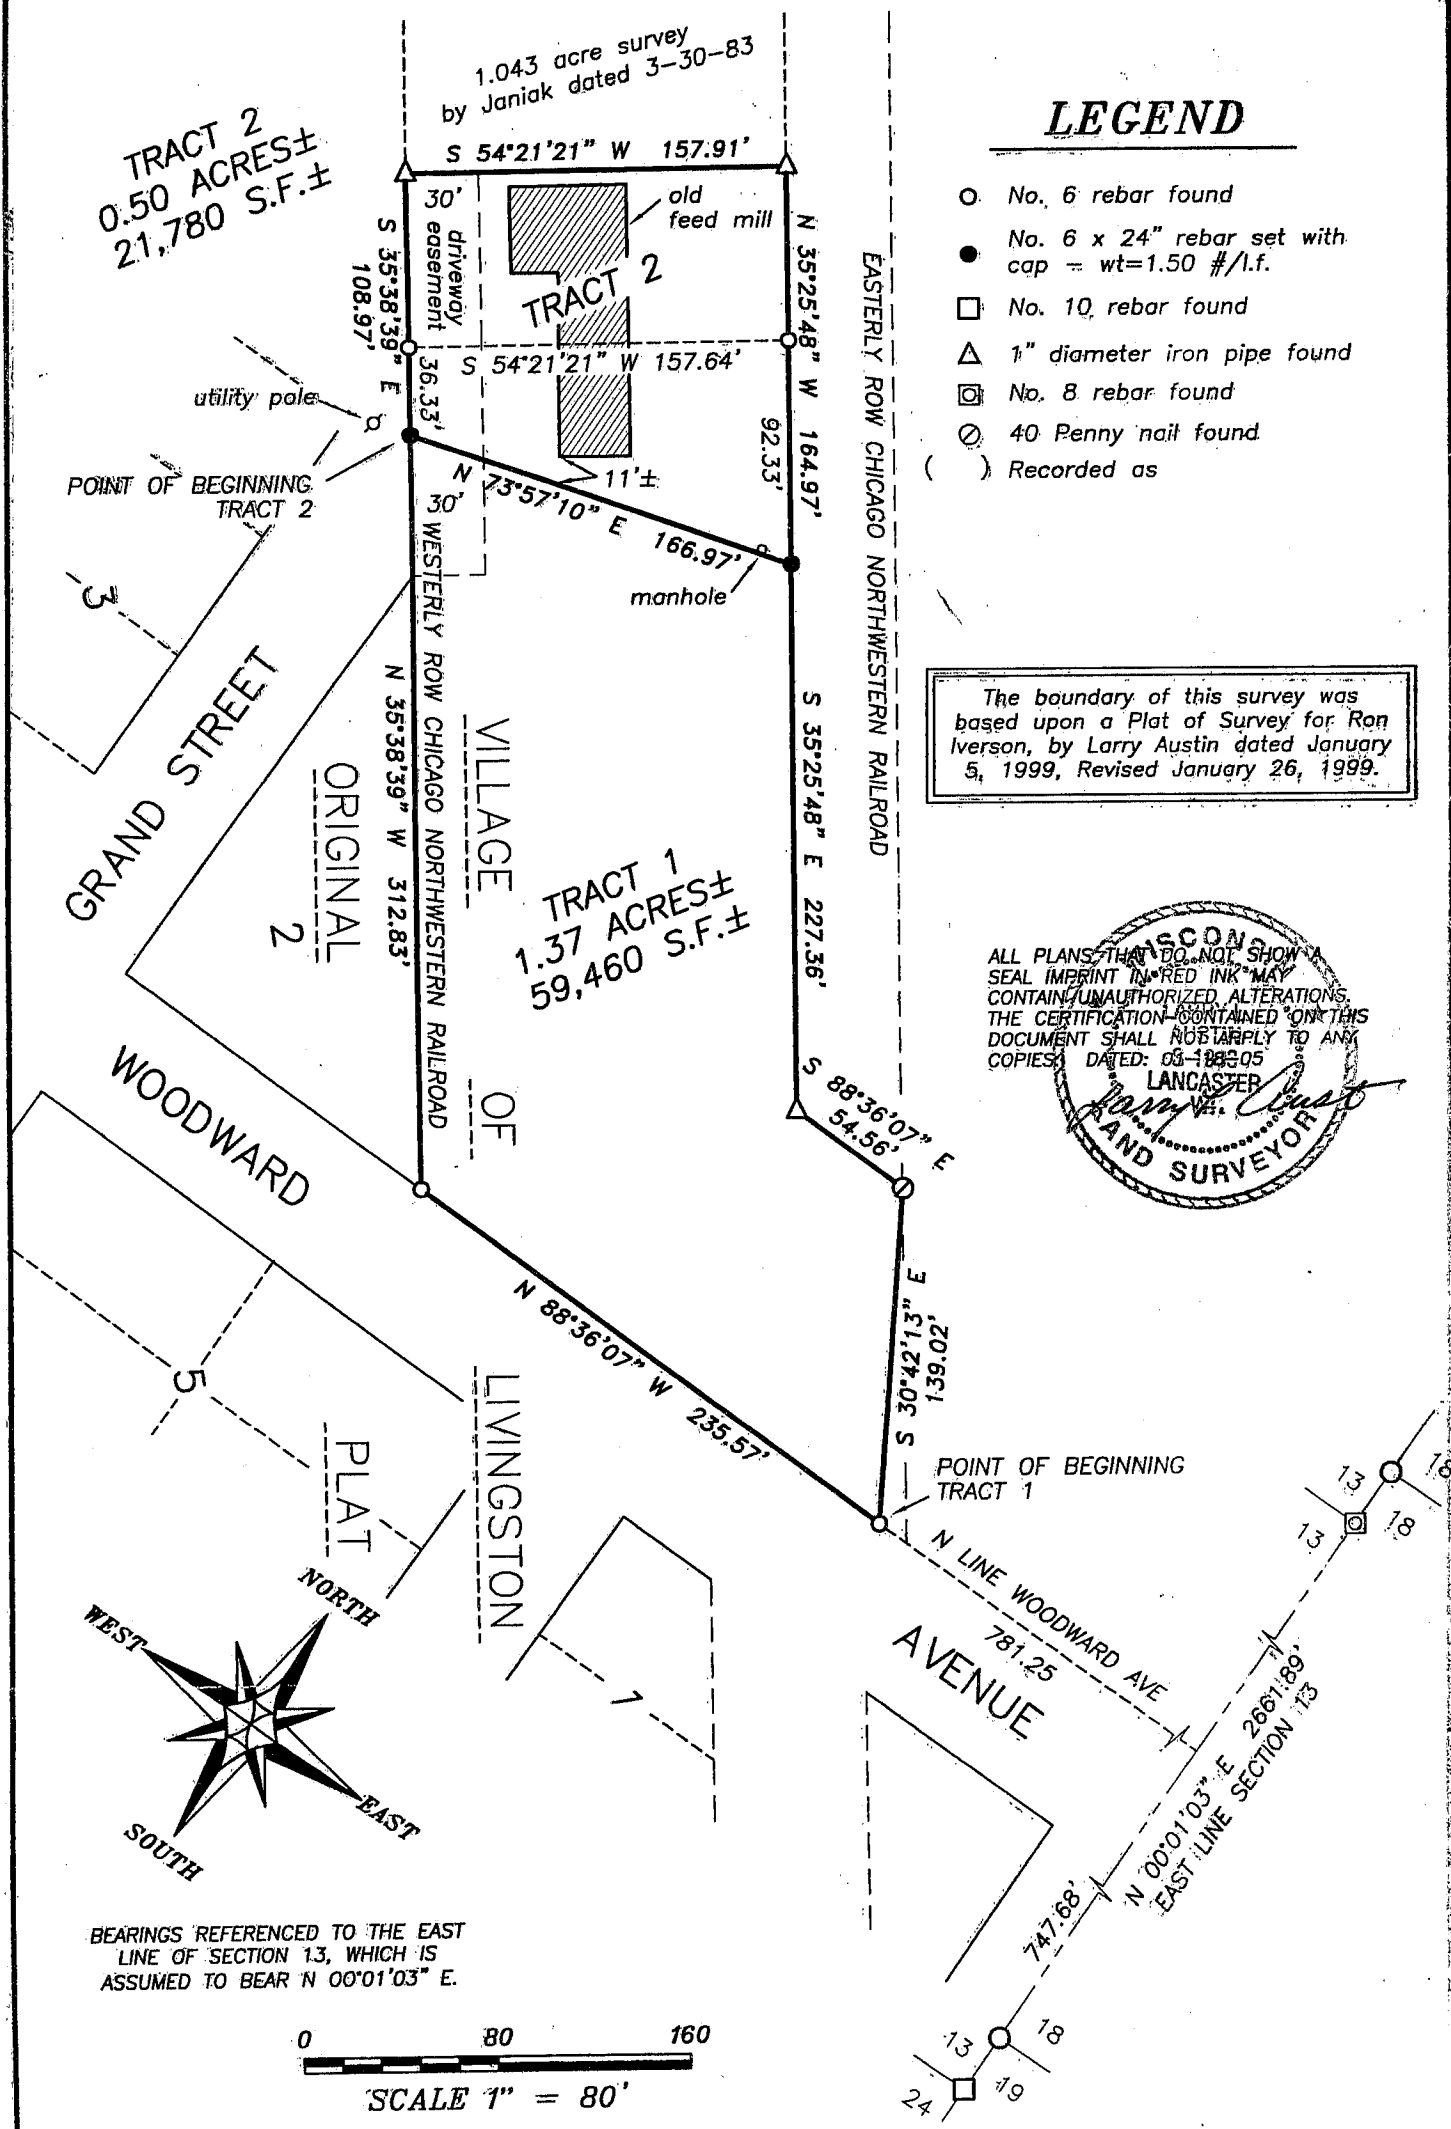 1.043 acre survey
by Janiak dated 3-30-83
TRACT 2
0.50 ACRES±
21,780 S.F.±
S 54°21'21" W 157.91'
30'
driveway
easement
old
feed mill
TRACT 2
S 35°38'39" E
108.97'
N 35°25'48" W 164.97'
EASTERLY ROW CHICAGO NORTHWESTERN RAILROAD
S 54°21'21" W 157.64'
36.33'
92.33'
utility pole
POINT OF BEGINNING
TRACT 2
11'±
N 73°57'10" E 166.97'
30'
manhole
3
GRAND STREET
WESTERLY ROW CHICAGO NORTHWESTERN RAILROAD
N 35°38'39" W 312.83'
VILLAGE
ORIGINAL
2
OF
TRACT 1
1.37 ACRES±
59,460 S.F.±
S 35°25'48" E 227.36'
S 88°36'07" E
54.56'
WOODWARD
N 88°36'07" W 235.57'
S 30°42'13" E
139.02'
5
PLAT
LIVINGSTON
POINT OF BEGINNING
TRACT 1
N LINE WOODWARD AVE
781.25
AVENUE
1
N 00°01'03" E 2661.89'
EAST LINE SECTION 13
747.68'
13
18
13
18
13
18
24
19
LEGEND
No. 6 rebar found
No. 6 x 24" rebar set with
cap - wt=1.50 #/l.f.
No. 10 rebar found
1" diameter iron pipe found
No. 8 rebar found
40 Penny nail found
( ) Recorded as
The boundary of this survey was
based upon a Plat of Survey for Ron
Iverson, by Larry Austin dated January
5, 1999, Revised January 26, 1999.
ALL PLANS THAT DO NOT SHOW A
SEAL IMPRINT IN RED INK MAY
CONTAIN UNAUTHORIZED ALTERATIONS.
THE CERTIFICATION CONTAINED ON THIS
DOCUMENT SHALL NOT APPLY TO ANY
COPIES. DATED:
LANCASTER
LAND SURVEYOR
NORTH
WEST
EAST
SOUTH
BEARINGS REFERENCED TO THE EAST
LINE OF SECTION 13, WHICH IS
ASSUMED TO BEAR N 00°01'03" E.
0 80 160
SCALE 1" = 80'